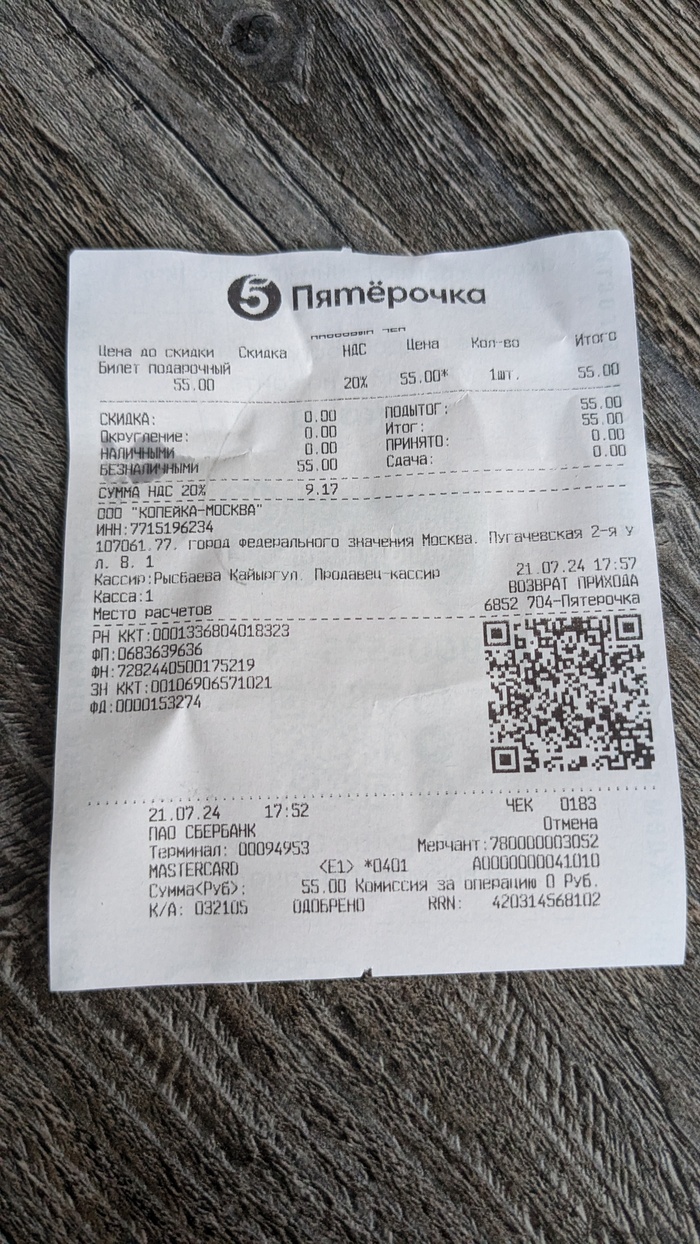 5 Пятёрочка
Цена до скидки Скидка НДС Цена Кол-во Итого
Билет подарочный
55.00 20% 55.00* 1шт. 55.00
СКИДКА: 0.00 ПОДЫТОГ: 55.00
Округление: 0.00 Итог: 55.00
НАЛИЧНЫМИ 0.00 ПРИНЯТО: 0.00
БЕЗНАЛИЧНЫМИ 55.00 Сдача: 0.00
СУММА НДС 20% 9.17
ООО "КОПЕЙКА-МОСКВА"
ИНН:7715196234
107061.77. город федерального значения Москва. Пугачевская 2-я у
л. 8. 1
Кассир:Рысбаева Кайыргул Продавец-кассир 21.07.24 17:57
Касса:1 ВОЗВРАТ ПРИХОДА
Место расчетов 6852 704-Пятерочка
РН ККТ:0001336804018323
ФП:0683639636
ФН:7282440500175219
ЗН ККТ:00106906571021
ФД:0000153274
21.07.24 17:52 ЧЕК 0183
ПАО СБЕРБАНК Отмена
Терминал: 00094953 Мерчант:780000003052
MASTERCARD <E1> *0401 A0000000041010
Сумма<Руб>: 55.00 Комиссия за операцию 0 Руб.
К/А: 032105 ОДОБРЕНО RRN: 420314568102